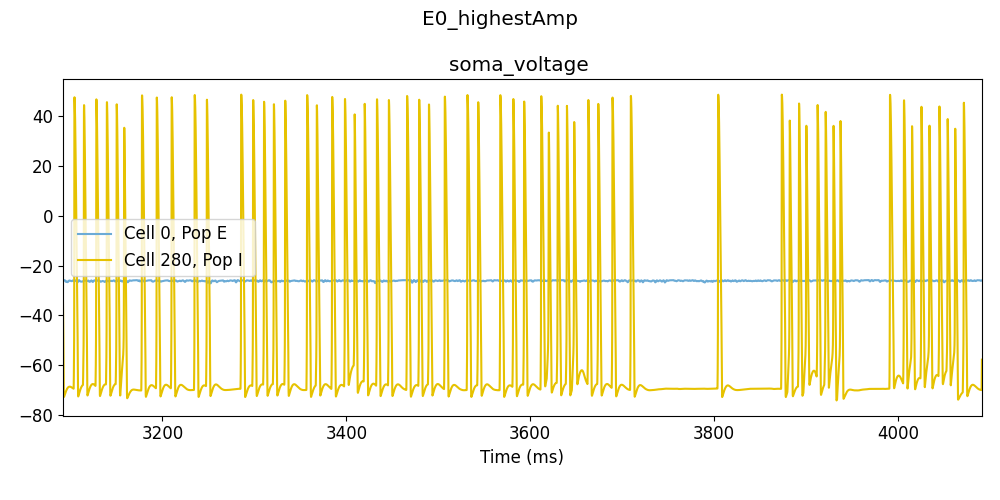 E0_highestAmp
soma_voltage
40
20
0
−20
−40
−60
−80
Cell 0, Pop E
Cell 280, Pop I
3200 3400 3600 3800 4000
Time (ms)